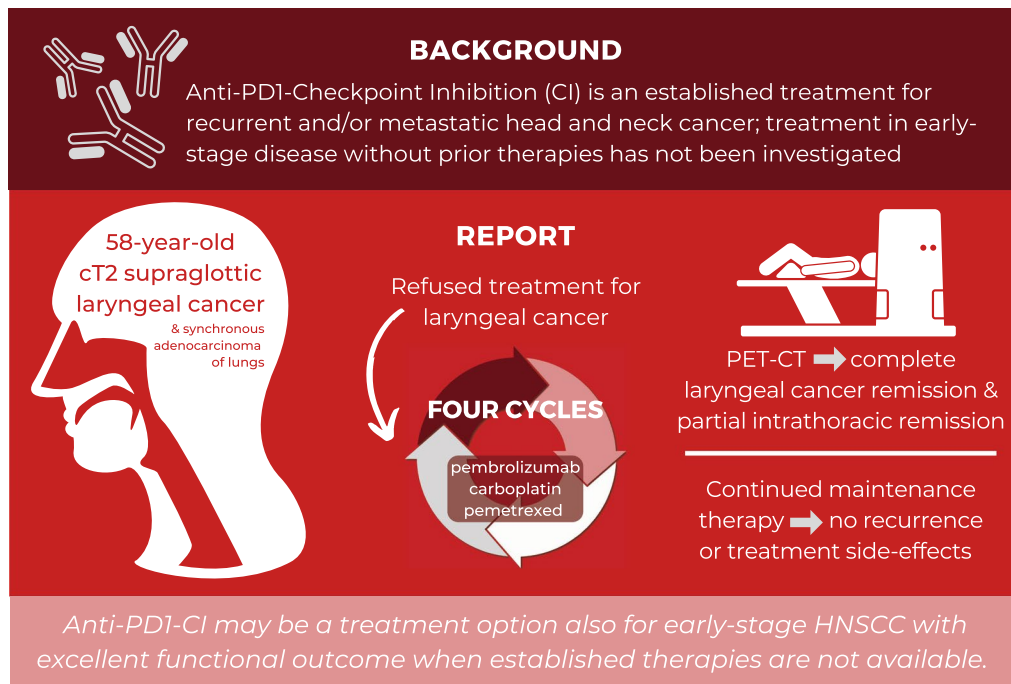 BACKGROUND
Anti-PD1-Checkpoint Inhibition (CI) is an established treatment for
recurrent and/or metastatic head and neck cancer; treatment in early-
stage disease without prior therapies has not been investigated
58-year-old
cT2 supraglottic
laryngeal cancer
& synchronous
adenocarcinoma
of lungs
REPORT
Refused treatment for
laryngeal cancer
FOUR CYCLES
pembrolizumab
carboplatin
pemetrexed
PET-CT complete
laryngeal cancer remission &
partial intrathoracic remission
Continued maintenance
therapy no recurrence
or treatment side-effects
Anti-PD1-CI may be a treatment option also for early-stage HNSCC with
excellent functional outcome when established therapies are not available.